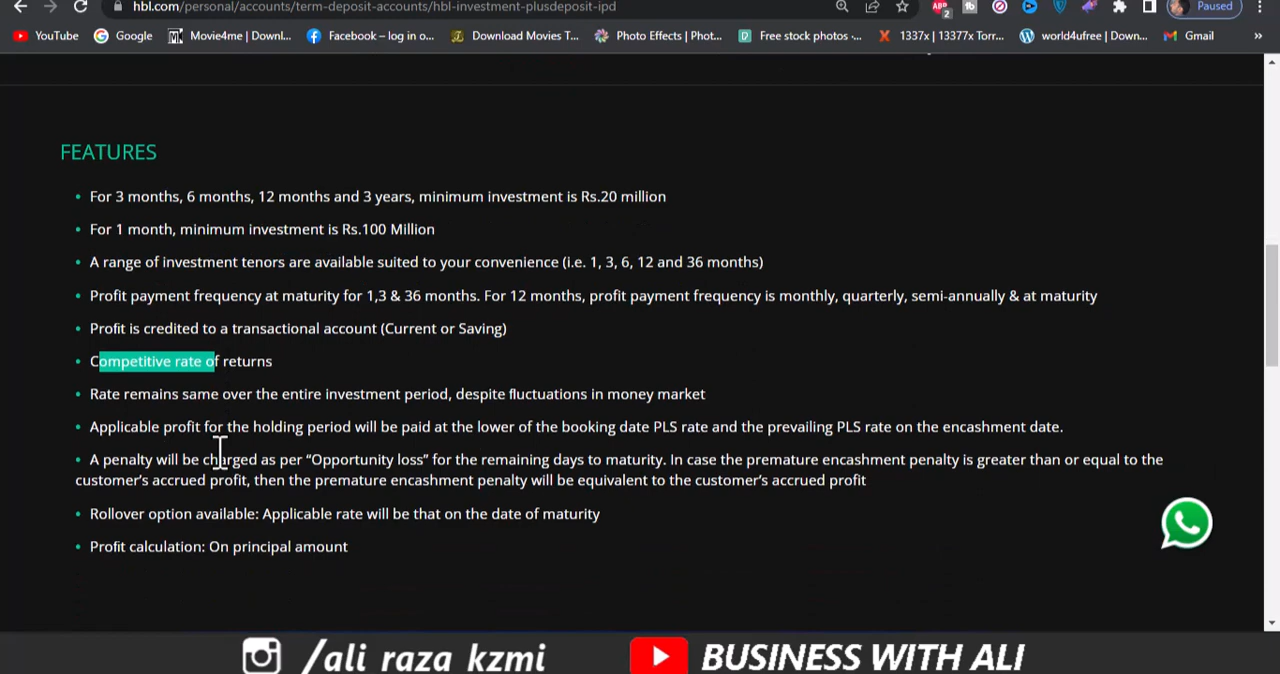 hbl.com/personal/accounts/term-deposit-accounts/hbl-investment-plusdeposit-ipd
Paused
YouTube Google Movie4me | Downl... Facebook – log in o... Download Movies T... Photo Effects | Phot... Free stock photos -... 1337x | 13377x Torr... world4ufree | Down... Gmail »
FEATURES
• For 3 months, 6 months, 12 months and 3 years, minimum investment is Rs.20 million
• For 1 month, minimum investment is Rs.100 Million
• A range of investment tenors are available suited to your convenience (i.e. 1, 3, 6, 12 and 36 months)
• Profit payment frequency at maturity for 1,3 & 36 months. For 12 months, profit payment frequency is monthly, quarterly, semi-annually & at maturity
• Profit is credited to a transactional account (Current or Saving)
• Competitive rate of returns
• Rate remains same over the entire investment period, despite fluctuations in money market
• Applicable profit for the holding period will be paid at the lower of the booking date PLS rate and the prevailing PLS rate on the encashment date.
• A penalty will be charged as per “Opportunity loss” for the remaining days to maturity. In case the premature encashment penalty is greater than or equal to the
customer’s accrued profit, then the premature encashment penalty will be equivalent to the customer’s accrued profit
• Rollover option available: Applicable rate will be that on the date of maturity
• Profit calculation: On principal amount
/ali raza kzmi BUSINESS WITH ALI